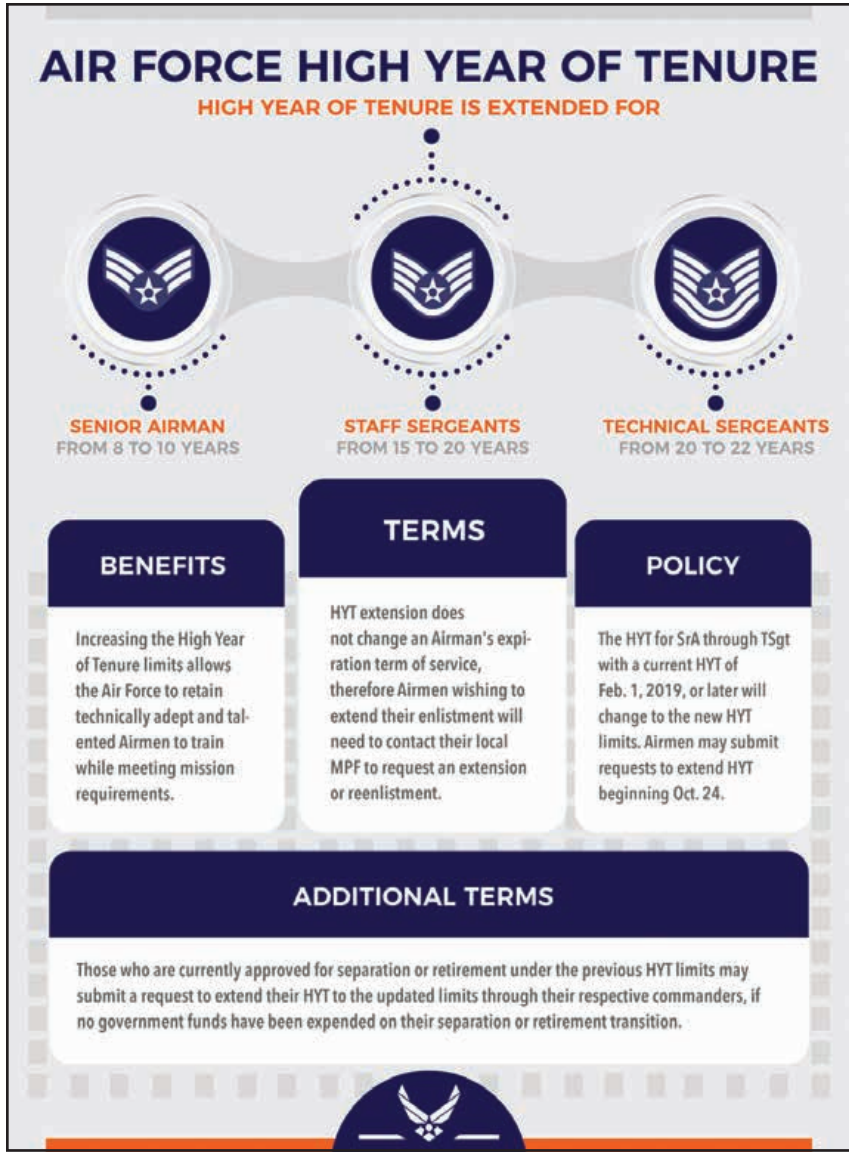 AIR FORCE HIGH YEAR OF TENURE
HIGH YEAR OF TENURE IS EXTENDED FOR
SENIOR AIRMAN
FROM 8 TO 10 YEARS
STAFF SERGEANTS
FROM 15 TO 20 YEARS
TECHNICAL SERGEANTS
FROM 20 TO 22 YEARS
BENEFITS
Increasing the High Year
of Tenure limits allows
the Air Force to retain
technically adept and tal-
ented Airmen to train
while meeting mission
requirements.
TERMS
HYT extension does
not change an Airman's expi-
ration term of service,
therefore Airmen wishing to
extend their enlistment will
need to contact their local
MPF to request an extension
or reenlistment.
POLICY
The HYT for SrA through TSgt
with a current HYT of
Feb. 1, 2019, or later will
change to the new HYT
limits. Airmen may submit
requests to extend HYT
beginning Oct. 24.
ADDITIONAL TERMS
Those who are currently approved for separation or retirement under the previous HYT limits may
submit a request to extend their HYT to the updated limits through their respective commanders, if
no government funds have been expended on their separation or retirement transition.